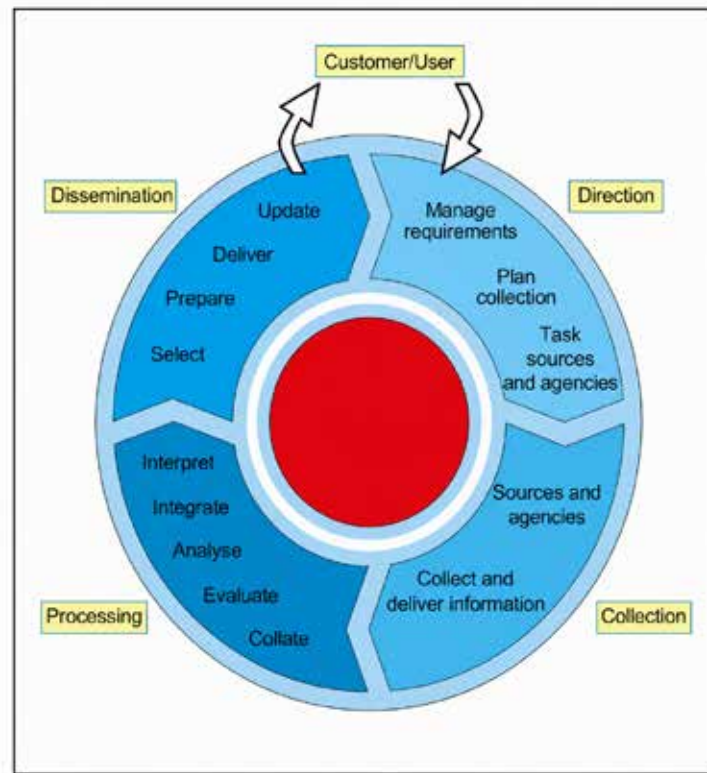 Customer/User
Dissemination
Direction
Update
Deliver
Prepare
Select
Manage
requirements
Plan
collection
Task
sources
and agencies
Sources and
agencies
Collect and
deliver information
Interpret
Integrate
Analyse
Evaluate
Collate
Processing
Collection